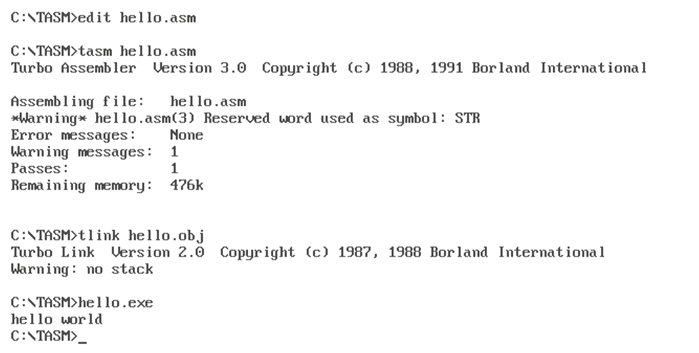 C:\TASM>edit hello.asm
C:\TASM>tasm hello.asm
Turbo Assembler  Version 3.0  Copyright (c) 1988, 1991 Borland International
Assembling file:   hello.asm
*Warning* hello.asm(3) Reserved word used as symbol: STR
Error messages:    None
Warning messages:  1
Passes:            1
Remaining memory:  476k
C:\TASM>tlink hello.obj
Turbo Link  Version 2.0  Copyright (c) 1987, 1988 Borland International
Warning: no stack
C:\TASM>hello.exe
hello world
C:\TASM>_